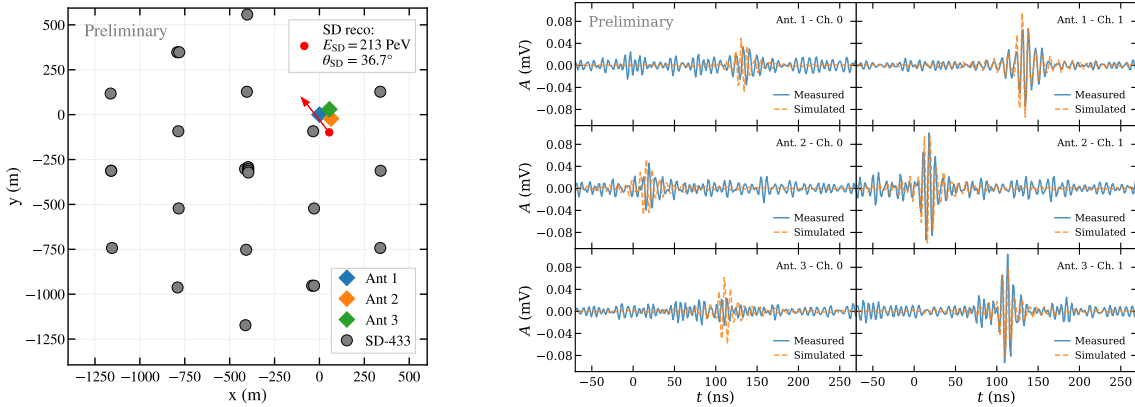 Preliminary
SD reco:
E_SD = 213 PeV
θ_SD = 36.7°
500
250
0
−250
−500
−750
−1000
−1250
y (m)
Ant 1
Ant 2
Ant 3
SD-433
−1250 −1000 −750 −500 −250 0 250 500
x (m)
Preliminary
Ant. 1 - Ch. 0
0.08
0.04
0.00
−0.04
−0.08
A (mV)
Measured
Simulated
Ant. 1 - Ch. 1
Measured
Simulated
Ant. 2 - Ch. 0
0.08
0.04
0.00
−0.04
−0.08
A (mV)
Measured
Simulated
Ant. 2 - Ch. 1
Measured
Simulated
Ant. 3 - Ch. 0
0.08
0.04
0.00
−0.04
−0.08
A (mV)
Measured
Simulated
Ant. 3 - Ch. 1
Measured
Simulated
−50 0 50 100 150 200 250
t (ns)
−50 0 50 100 150 200 250
t (ns)